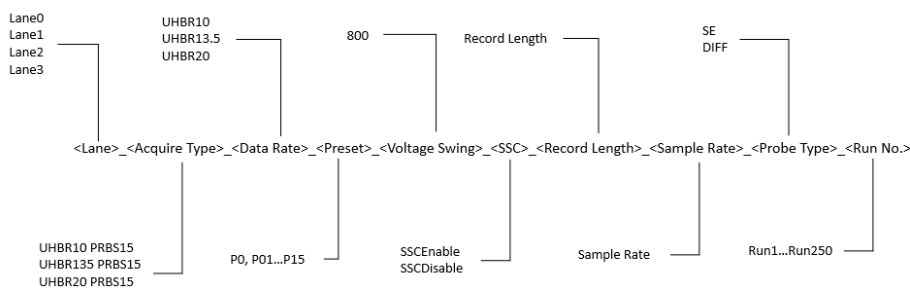 Lane0
Lane1
Lane2
Lane3
UHBR10
UHBR13.5
UHBR20
800
Record Length
SE
DIFF
<Lane>_<Acquire Type>_<Data Rate>_<Preset>_<Voltage Swing>_<SSC>_<Record Length>_<Sample Rate>_<Probe Type>_<Run No.>
UHBR10 PRBS15
UHBR135 PRBS15
UHBR20 PRBS15
P0, P01...P15
SSCEnable
SSCDisable
Sample Rate
Run1...Run250